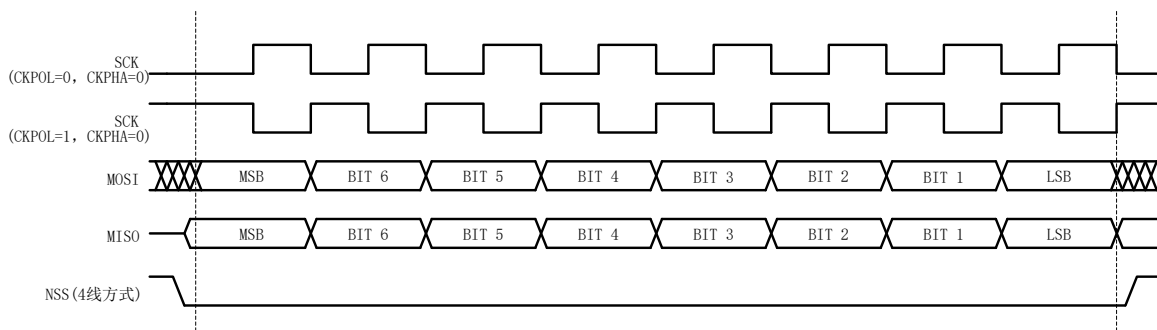 SCK
(CKPOL=0，CKPHA=0)
SCK
(CKPOL=1，CKPHA=0)
MOSI MSB BIT 6 BIT 5 BIT 4 BIT 3 BIT 2 BIT 1 LSB
MISO MSB BIT 6 BIT 5 BIT 4 BIT 3 BIT 2 BIT 1 LSB
NSS(4线方式)